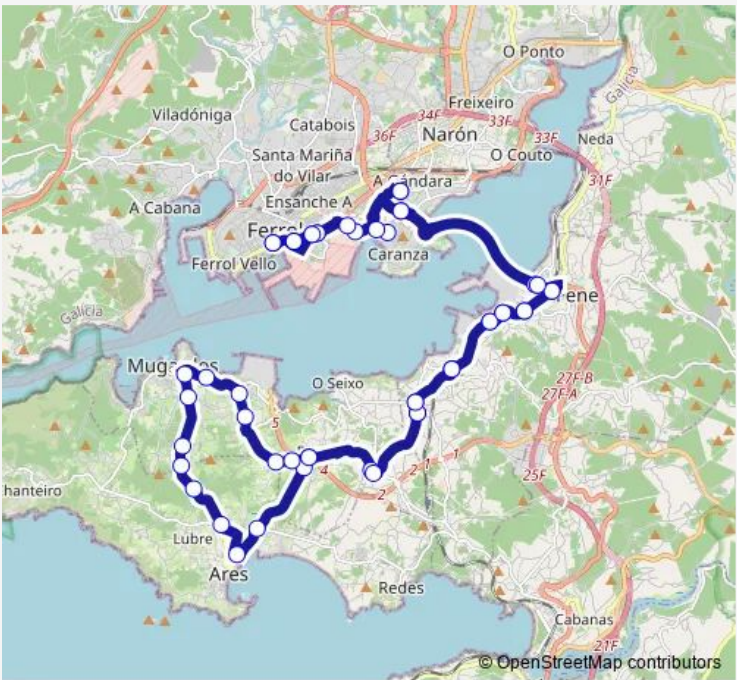 O Ponto
Galicia
Freixeiro
Viladóniga
34F
33F
Catabois
36F
Narón
33F
Neda
Santa Mariña
do Vilar
O Couto
31F
A Gándara
Ensanche A
A Cabana
Ferrol
Caranza
Ferrol Vello
Fene
Galicia
Mugardos
O Seixo
27F-B
27F-A
5
4
2
1
1
25F
2
hanteiro
Lubre
Ares
Redes
Cabanas
21F
© OpenStreetMap contributors